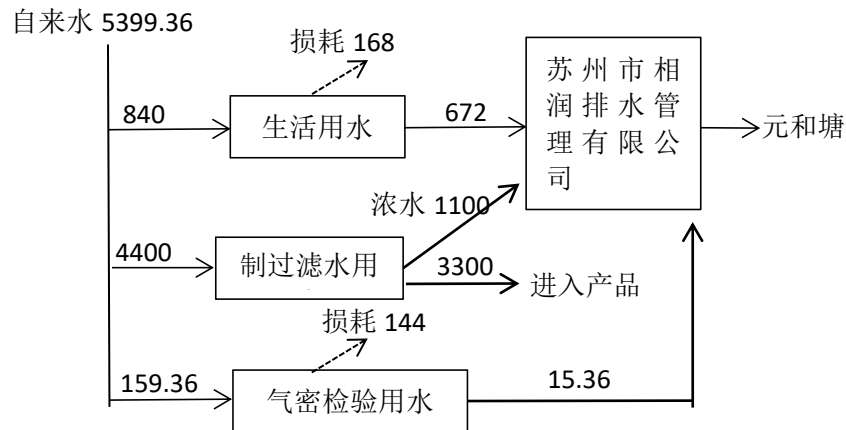 自来水 5399.36
损耗 168
840
生活用水
672
苏州市相
润排水管
理有限公
司
元和塘
浓水 1100
4400
制过滤水用
3300
进入产品
损耗 144
159.36
气密检验用水
15.36